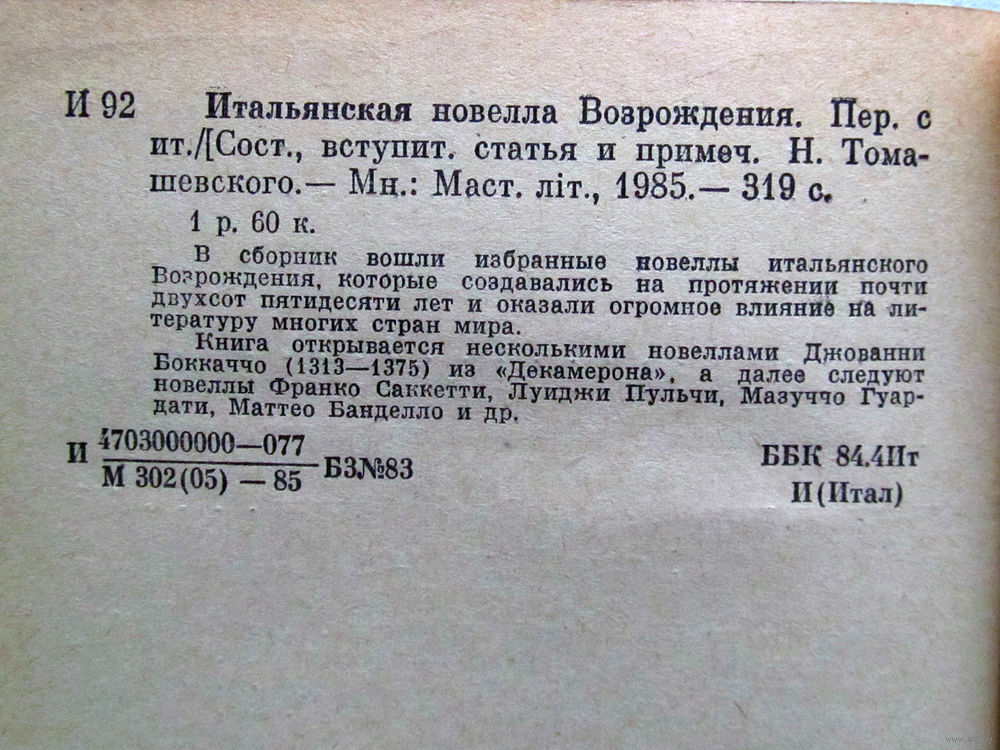 И 92 Итальянская новелла Возрождения. Пер. с
ит./[Сост., вступит. статья и примеч. Н. Тома-
шевского.— Мн.: Маст. літ., 1985.— 319 с.
1 р. 60 к.
В сборник вошли избранные новеллы итальянского
Возрождения, которые создавались на протяжении почти
двухсот пятидесяти лет и оказали огромное влияние на ли-
тературу многих стран мира.
Книга открывается несколькими новеллами Джованни
Боккаччо (1313—1375) из «Декамерона», а далее следуют
новеллы Франко Саккетти, Луиджи Пульчи, Мазуччо Гуар-
дати, Маттео Банделло и др.
И 4703000000—077
М 302(05) — 85 БЗ№83
ББК 84.4Ит
И(Итал)